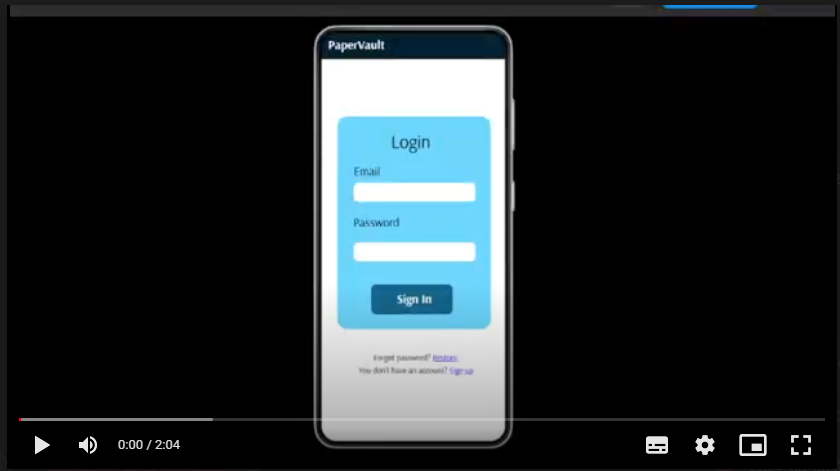 PaperVault
Login
Email
Password
Sign In
Forgot password? Restore
You don't have an account? Sign up
0:00 / 2:04